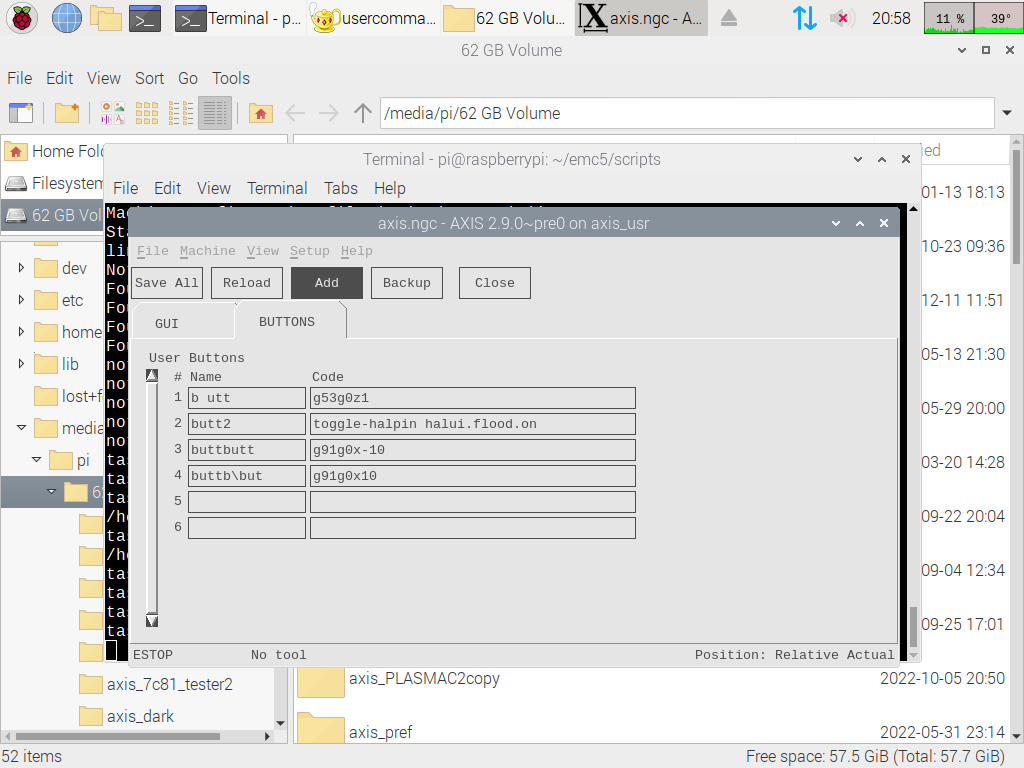 Terminal - p... usercomma... 62 GB Volu... axis.ngc - A... 20:58 11 % 39°
62 GB Volume
File Edit View Sort Go Tools
/media/pi/62 GB Volume
Home Fol
Filesystem
62 GB Vol
dev
etc
home
lib
lost+f
media
pi
axis_7c81_tester2
axis_dark
Terminal - pi@raspberrypi: ~/emc5/scripts
File Edit View Terminal Tabs Help
axis.ngc - AXIS 2.9.0~pre0 on axis_usr
File Machine View Setup Help
Save All Reload Add Backup Close
GUI BUTTONS
User Buttons
# Name Code
1 b utt g53g0z1
2 butt2 toggle-halpin halui.flood.on
3 buttbutt g91g0x-10
4 buttb\but g91g0x10
5
6
ESTOP No tool Position: Relative Actual
01-13 18:13
10-23 09:36
12-11 11:51
05-13 21:30
05-29 20:00
03-20 14:28
09-22 20:04
09-04 12:34
09-25 17:01
axis_PLASMAC2copy 2022-10-05 20:50
axis_pref 2022-05-31 23:14
52 items Free space: 57.5 GiB (Total: 57.7 GiB)